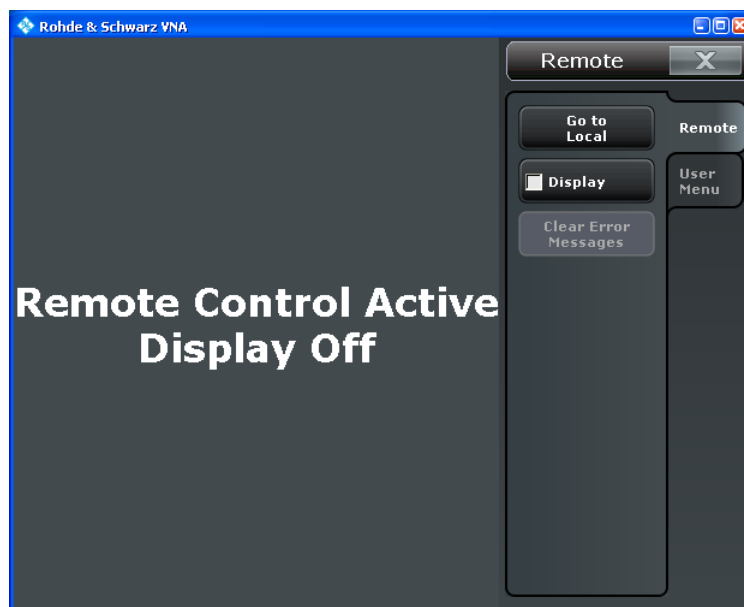 Rohde & Schwarz VNA
Remote
X
Go to
Local
Remote
Display
User
Menu
Clear Error
Messages
Remote Control Active
Display Off